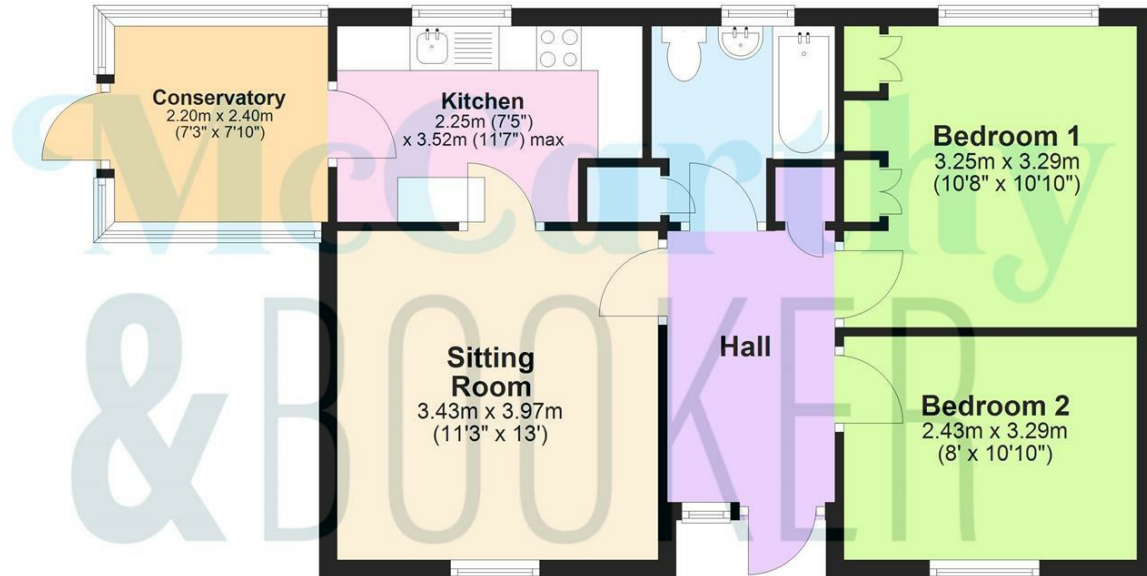 McCarthy
&BOOKER
Conservatory
2.20m x 2.40m
(7'3" x 7'10")
Kitchen
2.25m (7'5")
x 3.52m (11'7") max
Bedroom 1
3.25m x 3.29m
(10'8" x 10'10")
Sitting
Room
3.43m x 3.97m
(11'3" x 13')
Hall
Bedroom 2
2.43m x 3.29m
(8' x 10'10")